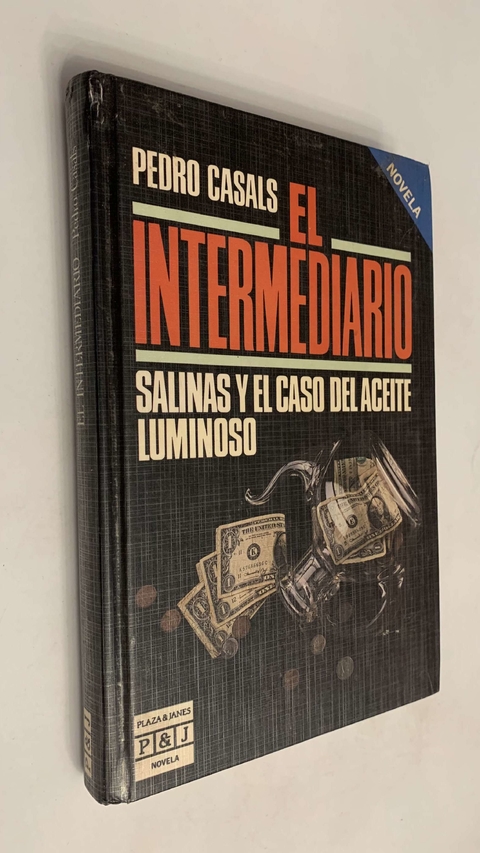 PEDRO CASALS
EL
INTERMEDIARIO
SALINAS Y EL CASO DEL ACEITE
LUMINOSO
NOVELA
PLAZA & JANES
P & J
NOVELA
EL INTERMEDIARIO Pedro Casals
P & J